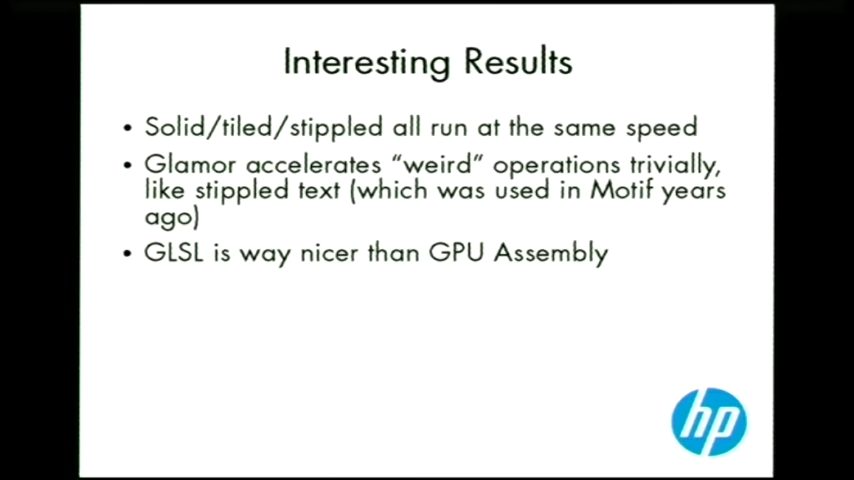 Interesting Results
• Solid/tiled/stippled all run at the same speed
• Glamor accelerates “weird” operations trivially,
like stippled text (which was used in Motif years
ago)
• GLSL is way nicer than GPU Assembly
hp